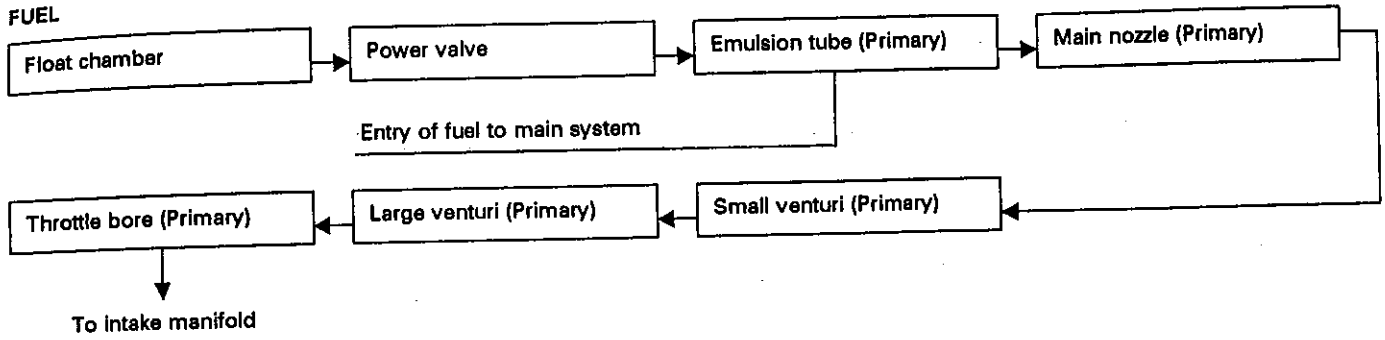 FUEL
Float chamber
Power valve
Emulsion tube (Primary)
Main nozzle (Primary)
Entry of fuel to main system
Throttle bore (Primary)
Large venturi (Primary)
Small venturi (Primary)
To intake manifold